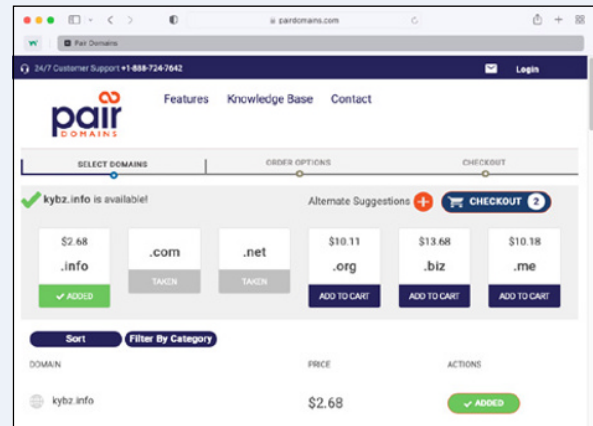 pairdomains.com
Pair Domains
24/7 Customer Support +1-888-724-7642
Login
pair
DOMAINS
Features Knowledge Base Contact
SELECT DOMAINS ORDER OPTIONS CHECKOUT
kybz.info is available!
Alternate Suggestions CHECKOUT 2
$2.68 $10.11 $13.68 $10.18
.info .com .net .org .biz .me
ADDED TAKEN TAKEN ADD TO CART ADD TO CART ADD TO CART
Sort Filter By Category
DOMAIN PRICE ACTIONS
kybz.info $2.68 ADDED